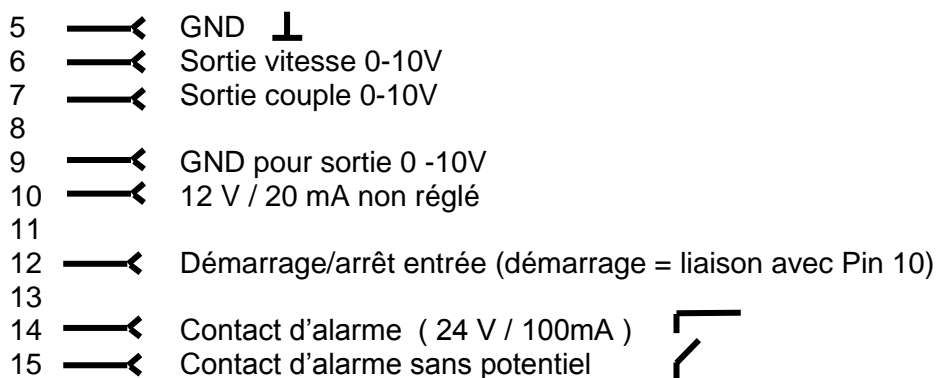 5 GND
6 Sortie vitesse 0-10V
7 Sortie couple 0-10V
8
9 GND pour sortie 0 -10V
10 12 V / 20 mA non réglé
11
12 Démarrage/arrêt entrée (démarrage = liaison avec Pin 10)
13
14 Contact d’alarme ( 24 V / 100mA )
15 Contact d’alarme sans potentiel